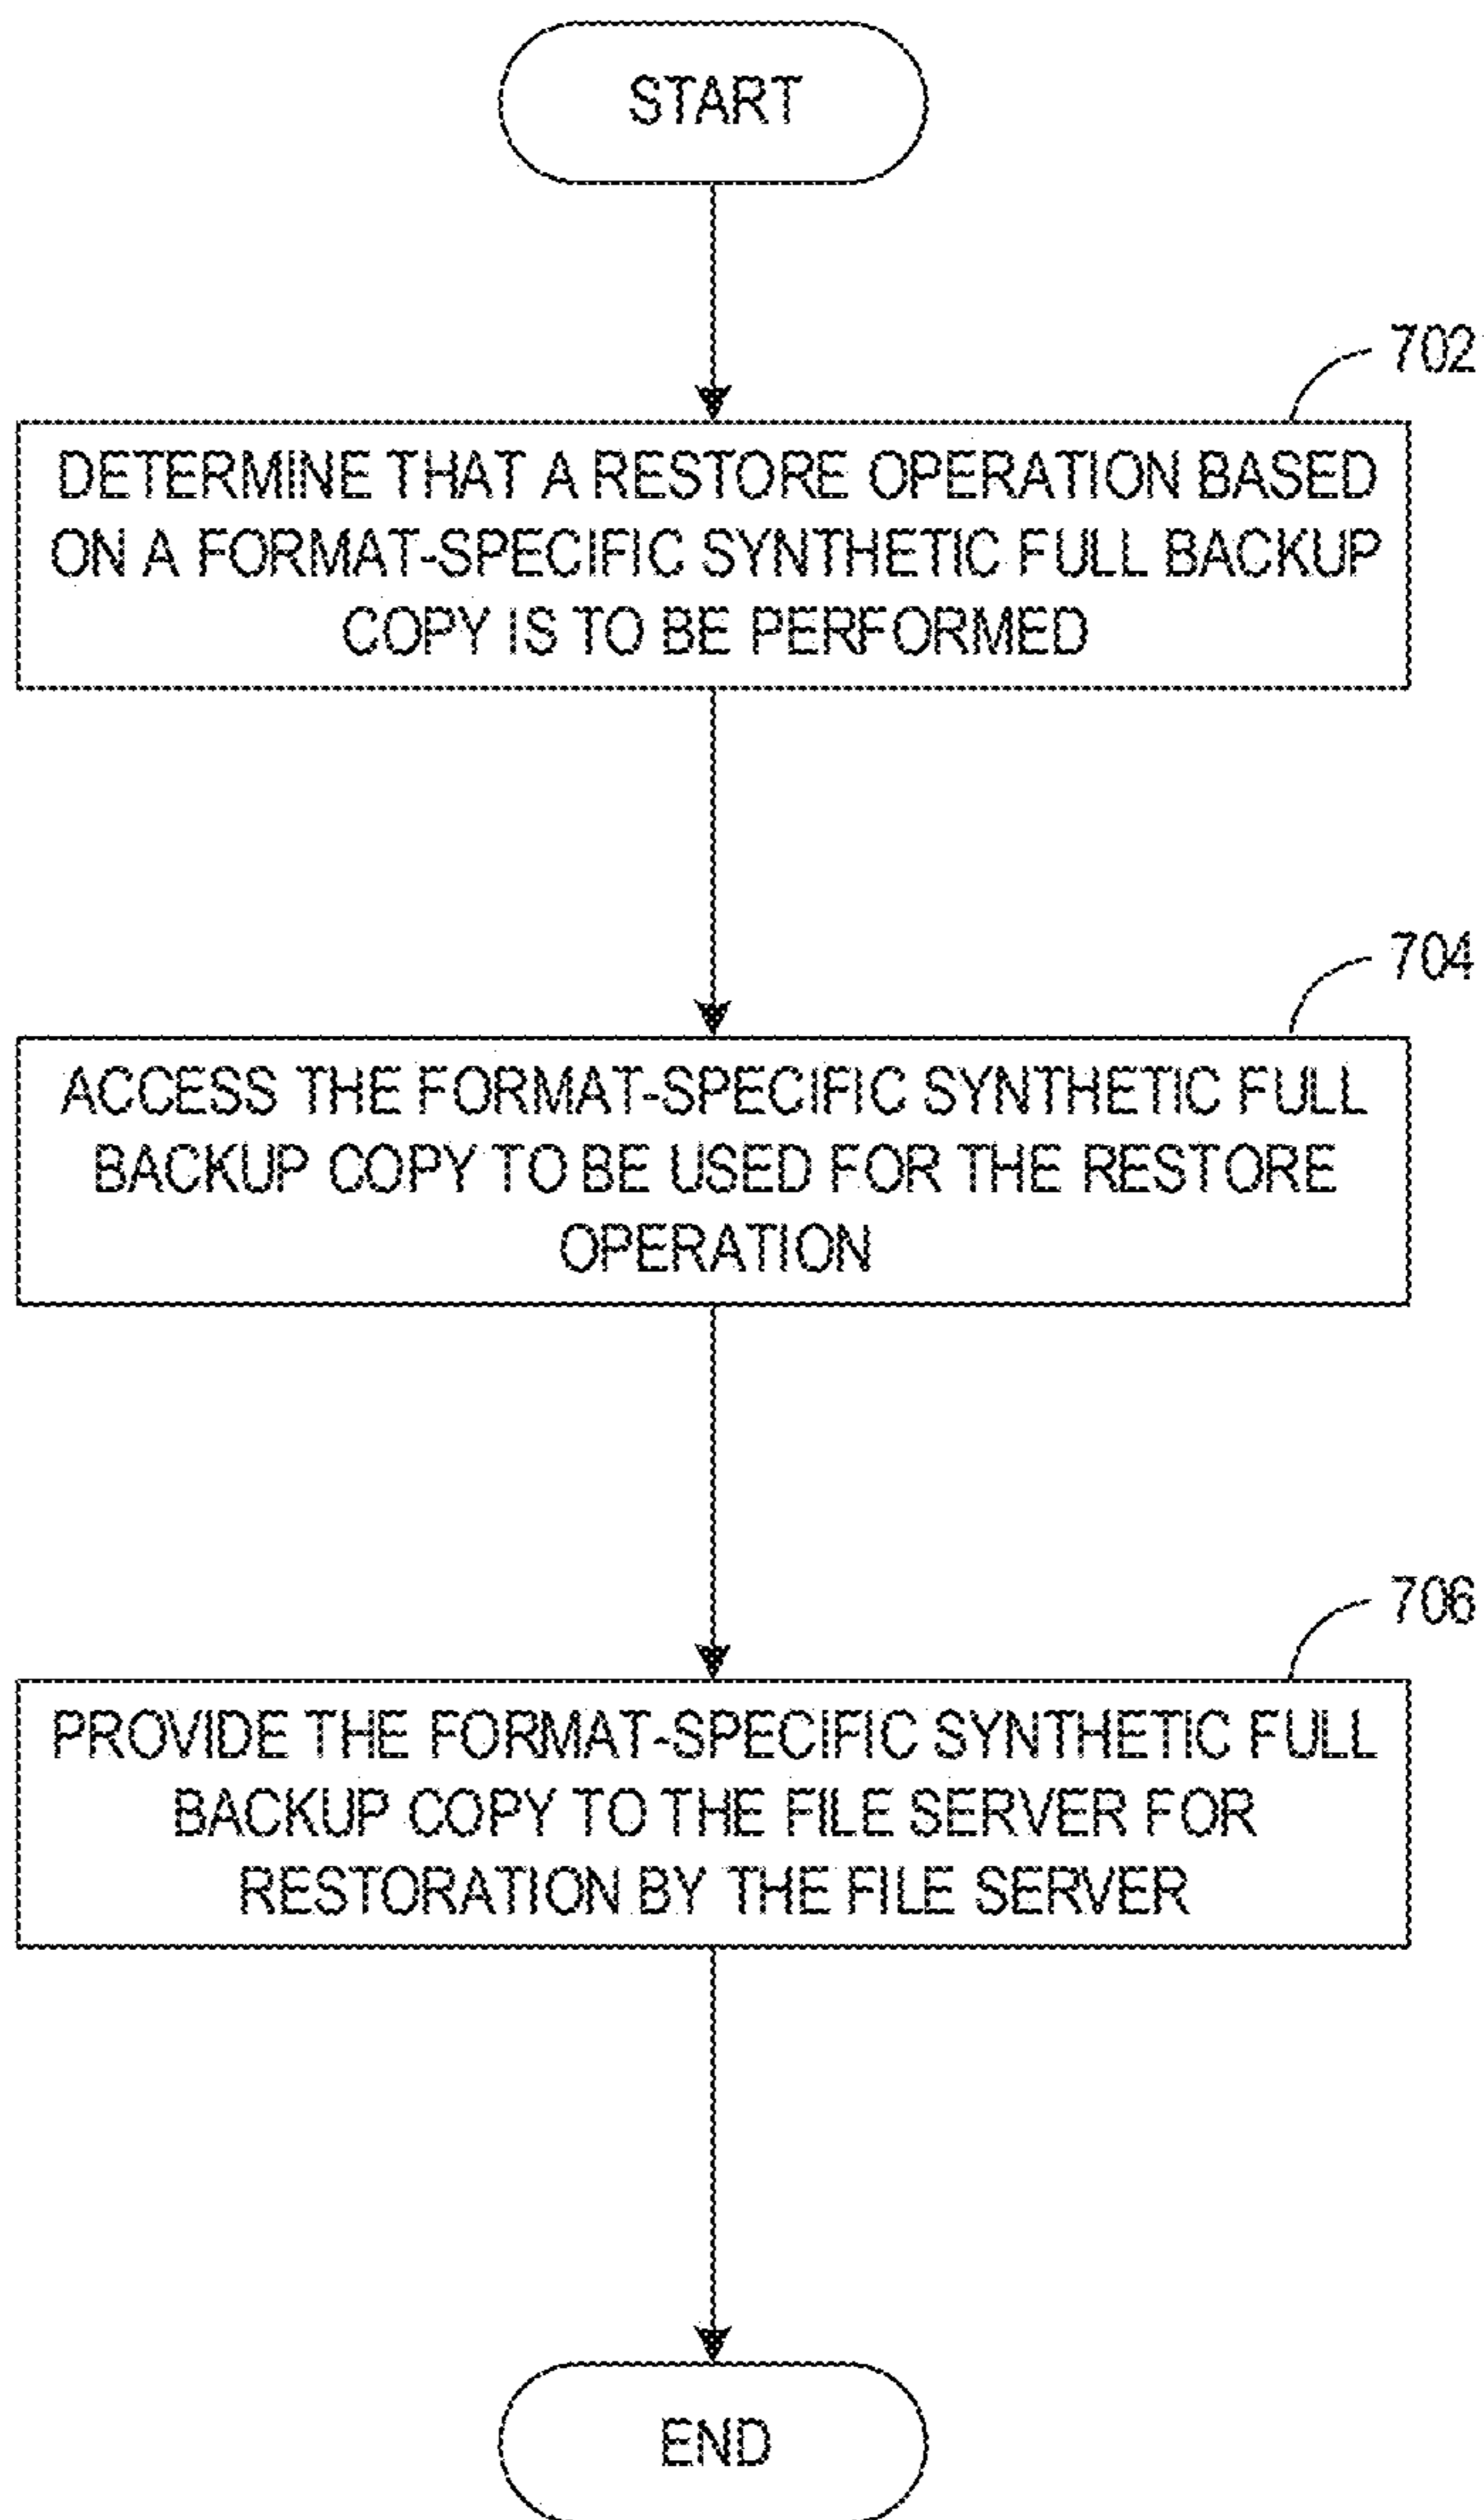 START
702
DETERMINE THAT A RESTORE OPERATION BASED
ON A FORMAT-SPECIFIC SYNTHETIC FULL BACKUP
COPY IS TO BE PERFORMED
704
ACCESS THE FORMAT-SPECIFIC SYNTHETIC FULL
BACKUP COPY TO BE USED FOR THE RESTORE
OPERATION
706
PROVIDE THE FORMAT-SPECIFIC SYNTHETIC FULL
BACKUP COPY TO THE FILE SERVER FOR
RESTORATION BY THE FILE SERVER
END